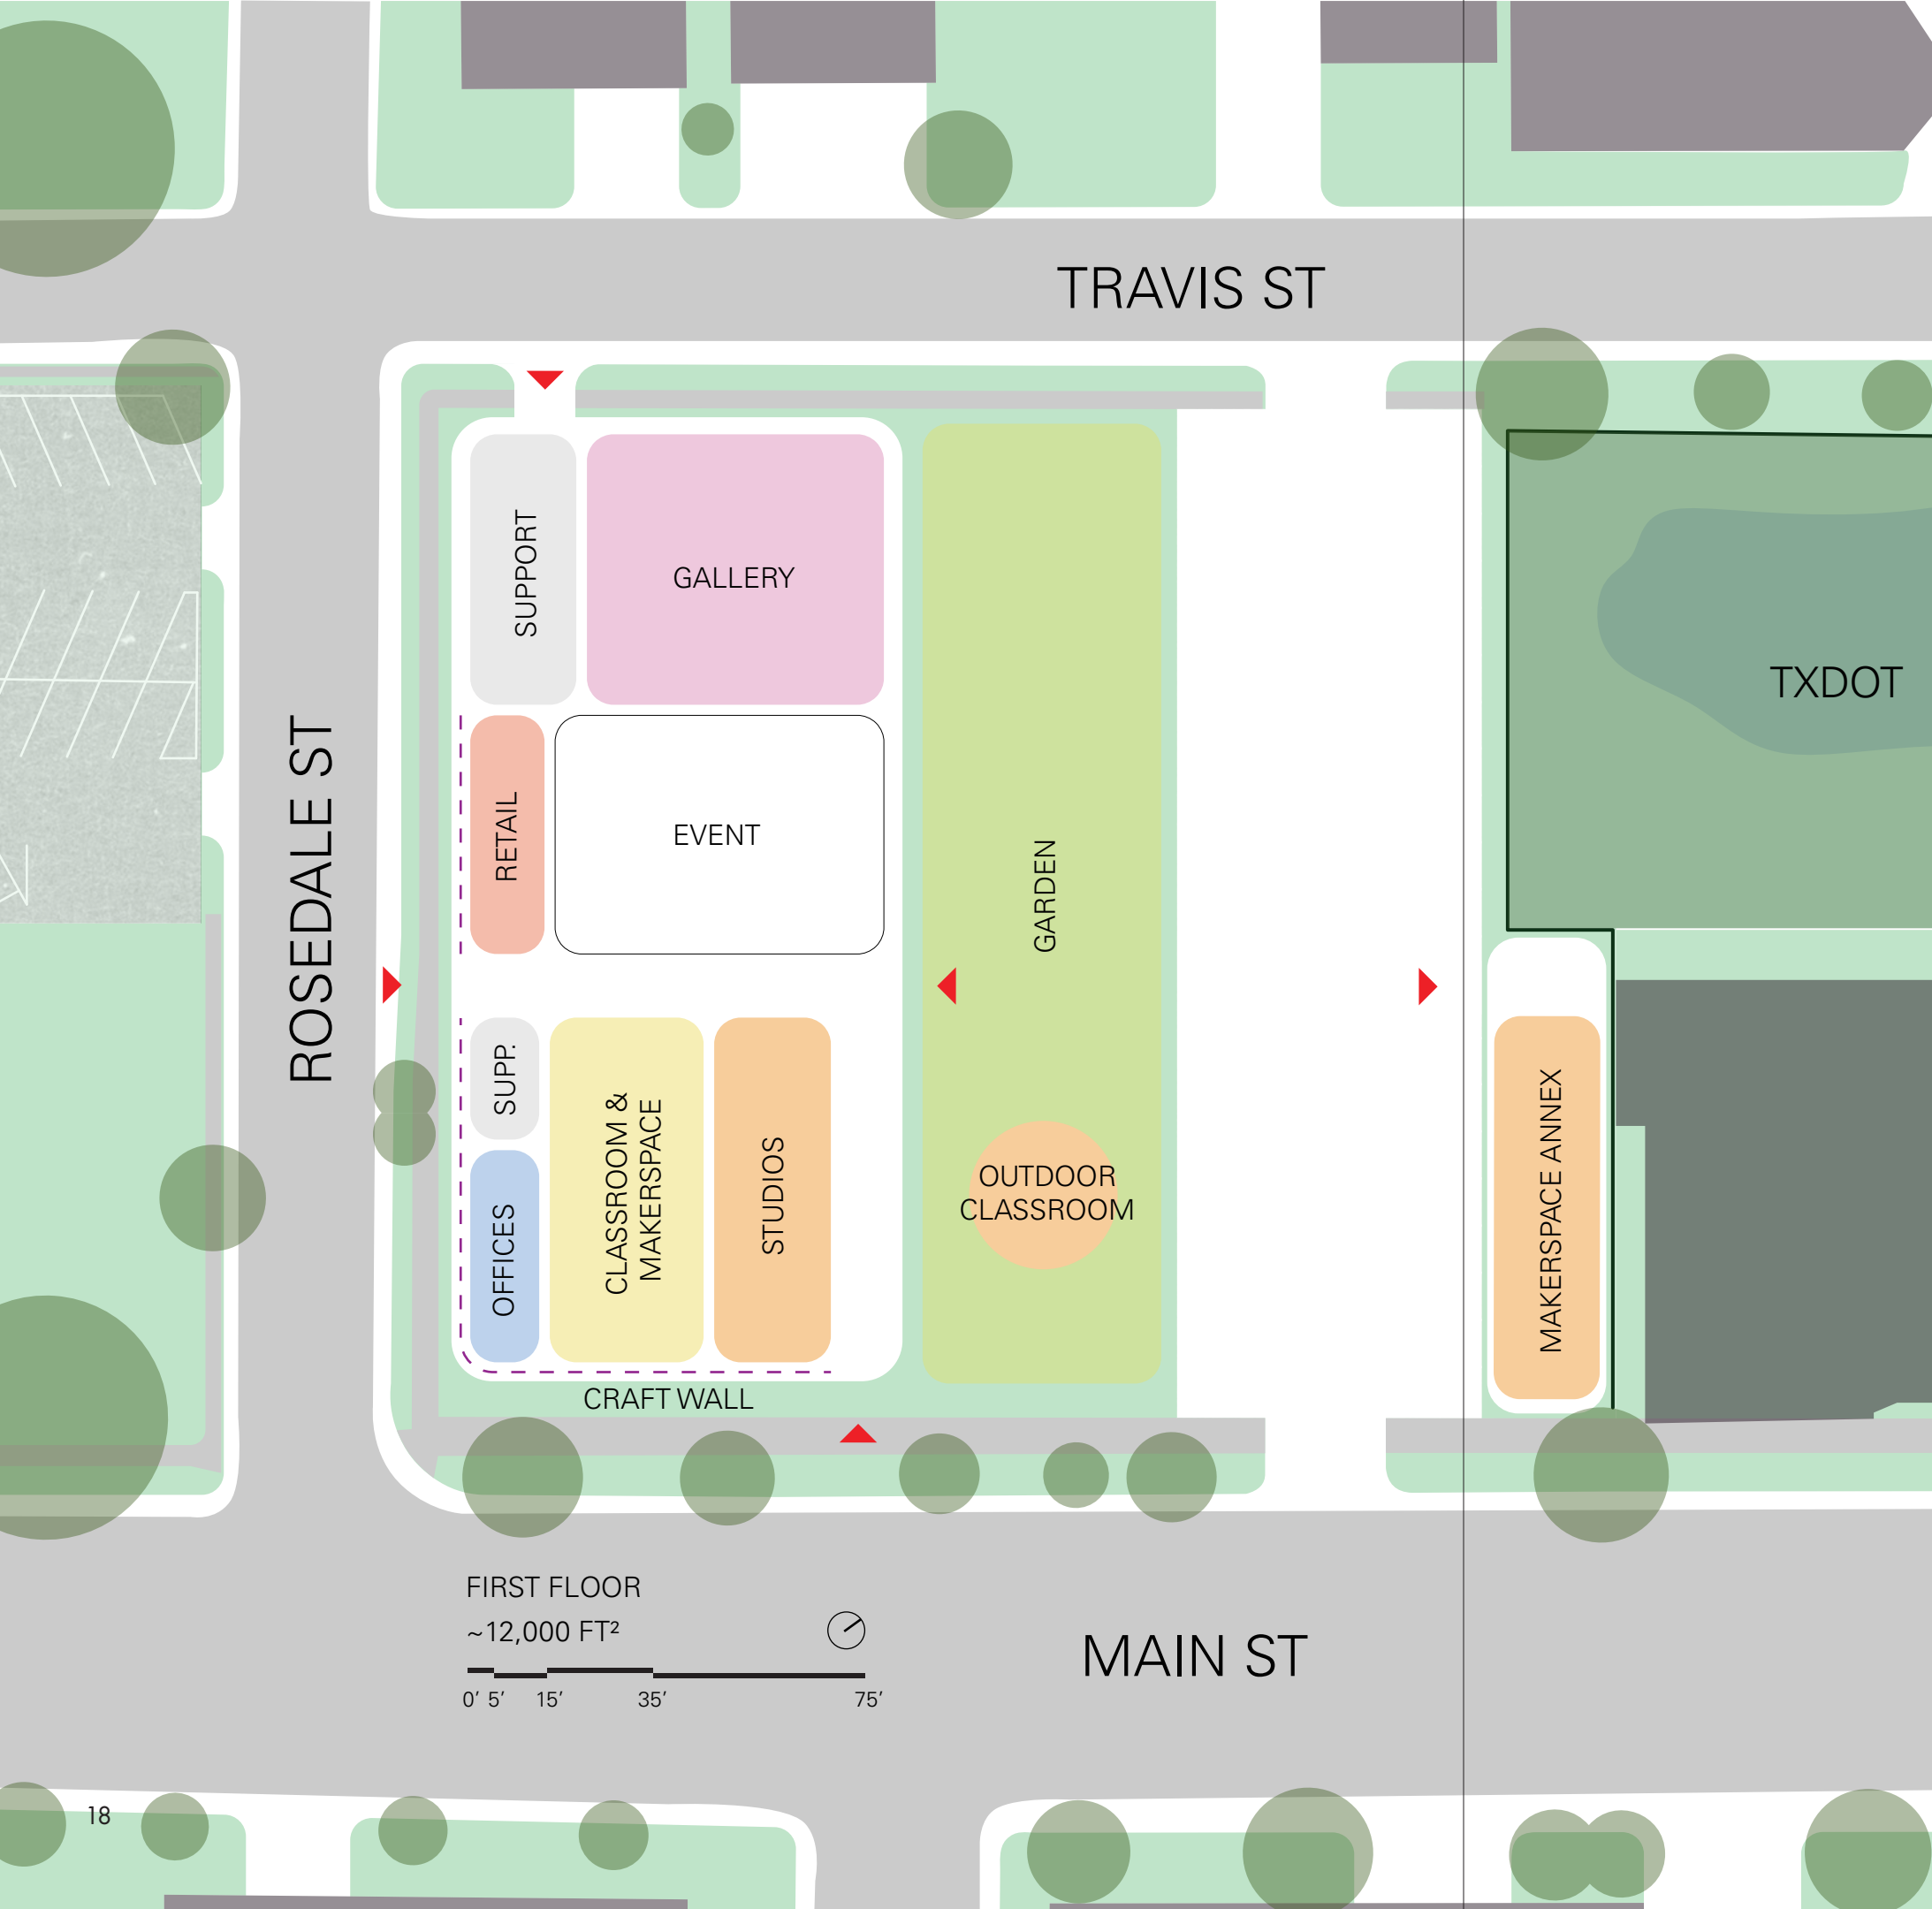 TRAVIS ST
SUPPORT
GALLERY
TXDOT
ROSEDALE ST
RETAIL
EVENT
GARDEN
SUPP.
OFFICES
CLASSROOM &
MAKERSPACE
STUDIOS
OUTDOOR
CLASSROOM
MAKERSPACE ANNEX
CRAFT WALL
FIRST FLOOR
~12,000 FT²
0’ 5’ 15’ 35’ 75’
MAIN ST
18